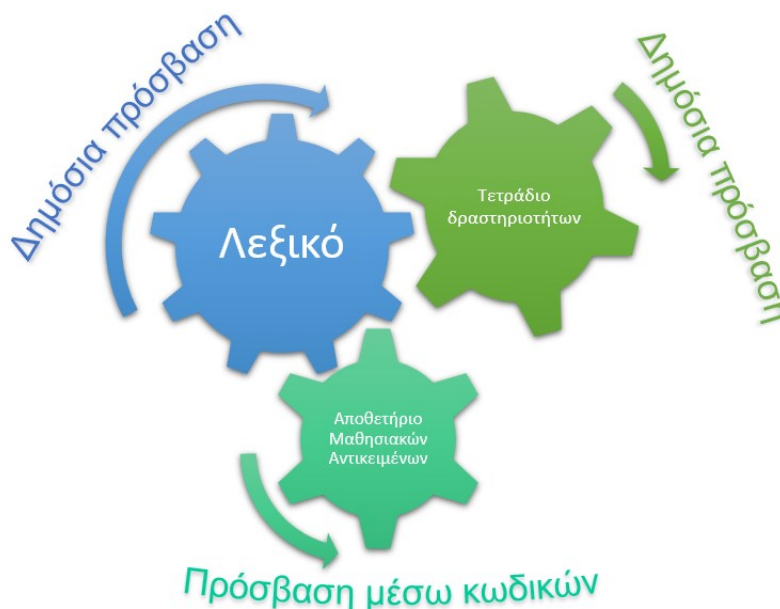 Δημόσια πρόσβαση
Λεξικό
Τετράδιο
δραστηριοτήτων
Δημόσια πρόσβαση
Αποθετήριο
Μαθησιακών
Αντικειμένων
Πρόσβαση μέσω κωδικών